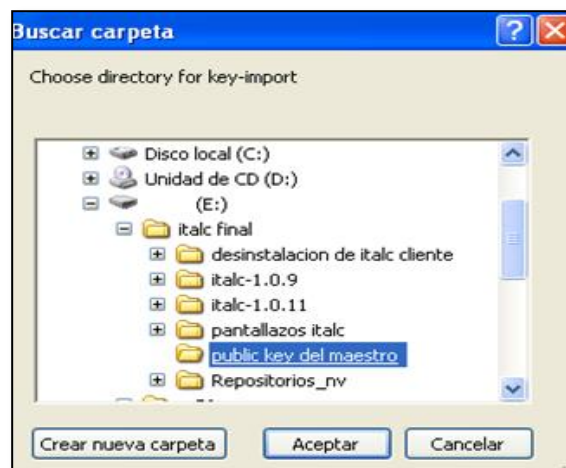 Buscar carpeta
Choose directory for key-import
Disco local (C:)
Unidad de CD (D:)
(E:)
italc final
desinstalacion de italc cliente
italc-1.0.9
italc-1.0.11
pantallazos italc
public key del maestro
Repositorios_nv
Crear nueva carpeta Aceptar Cancelar